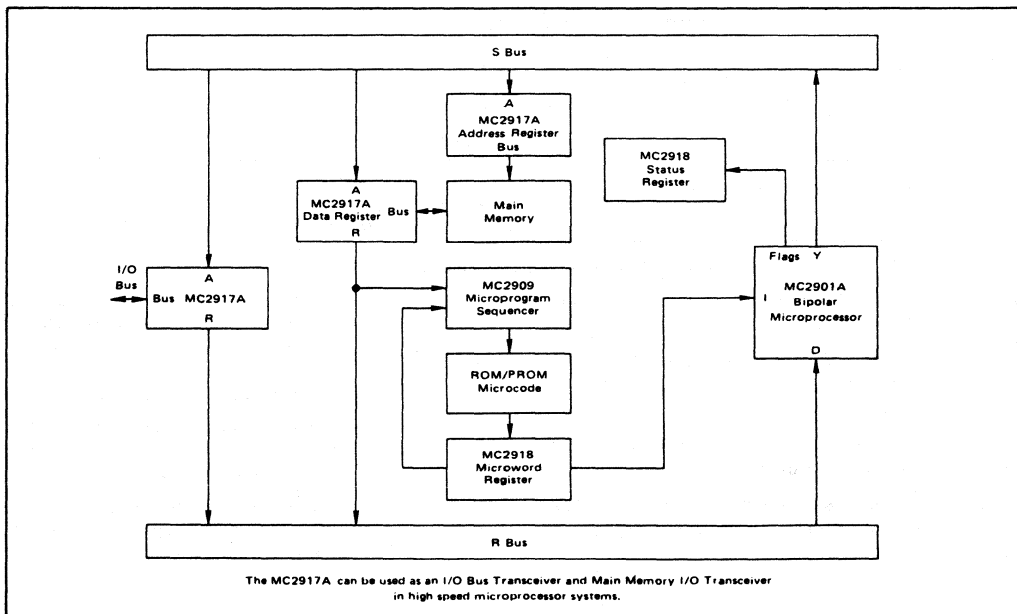 S Bus
A
MC2917A
Address Register
Bus
MC2918
Status
Register
A
MC2917A
Data Register
Bus
R
Main
Memory
I/O
Bus
A
Bus MC2917A
R
MC2909
Microprogram
Sequencer
Flags Y
MC2901A
I
Bipolar
Microprocessor
D
ROM/PROM
Microcode
MC2918
Microword
Register
R Bus
The MC2917A can be used as an I/O Bus Transceiver and Main Memory I/O Transceiver
in high speed microprocessor systems.